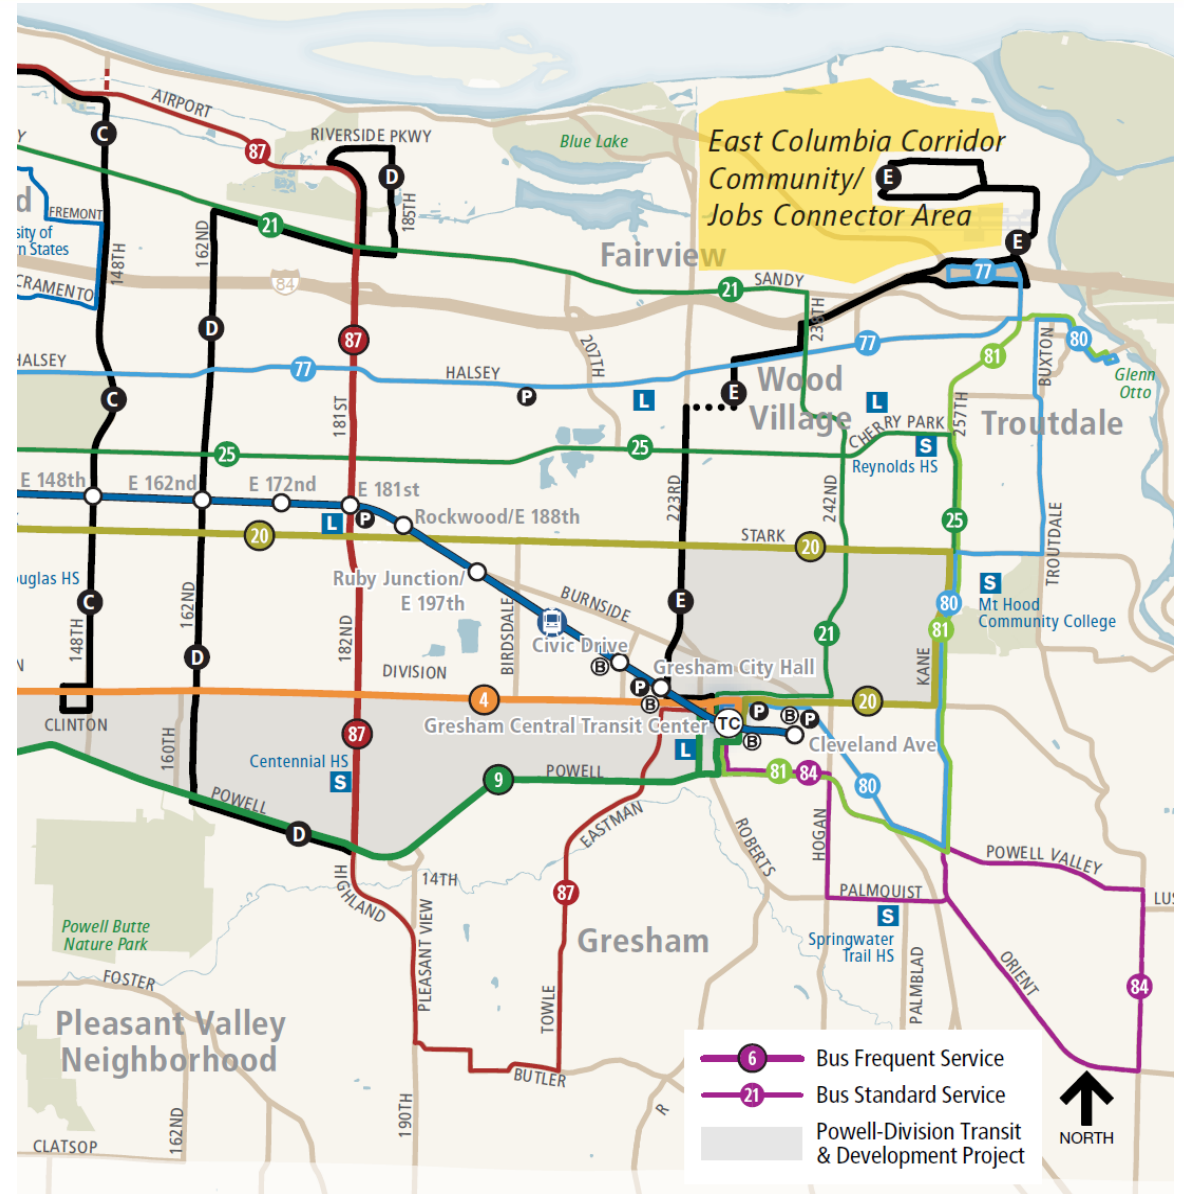 AIRPORT
C
87
RIVERSIDE PKWY
Blue Lake
East Columbia Corridor
Community/
Jobs Connector Area
E
D
185TH
d
FREMONT
sity of
n States
148TH
162ND
21
Fairview
E
84
CRAMENTO
77
SANDY
21
D
87
207TH
77
81
80
BUXTON
Glenn
Otto
HALSEY
77
HALSEY
C
P
L
E
Wood
Village
L
257TH
Troutdale
181ST
CHERRY PARK
S
Reynolds HS
25
25
E 148th
E 162nd
E 172nd
E 181st
P
L
Rockwood/E 188th
223RD
242ND
25
20
STARK
20
TROUTDALE
Ruby Junction/
E 197th
ouglas HS
C
162ND
148TH
182ND
BIRDSDALE
BURNSIDE
E
80
S
Mt Hood
Community College
81
21
Civic Drive
B
D
N
DIVISION
Gresham City Hall
KANE
P
B
4
20
CLINTON
Gresham Central Transit Center
TC
P
B
P
B
L
Cleveland Ave
160TH
87
Centennial HS
S
9
POWELL
81
84
80
POWELL
D
EASTMAN
ROBERTS
HOGAN
POWELL VALLEY
14TH
HIGHLAND
87
PALMQUIST
LUS
S
Springwater
Trail HS
Powell Butte
Nature Park
PLEASANT VIEW
Gresham
PALMBLAD
ORIENT
84
FOSTER
TOWLE
Pleasant Valley
Neighborhood
BUTLER
190TH
162ND
CLATSOP
R
6
Bus Frequent Service
21
Bus Standard Service
Powell-Division Transit
& Development Project
NORTH